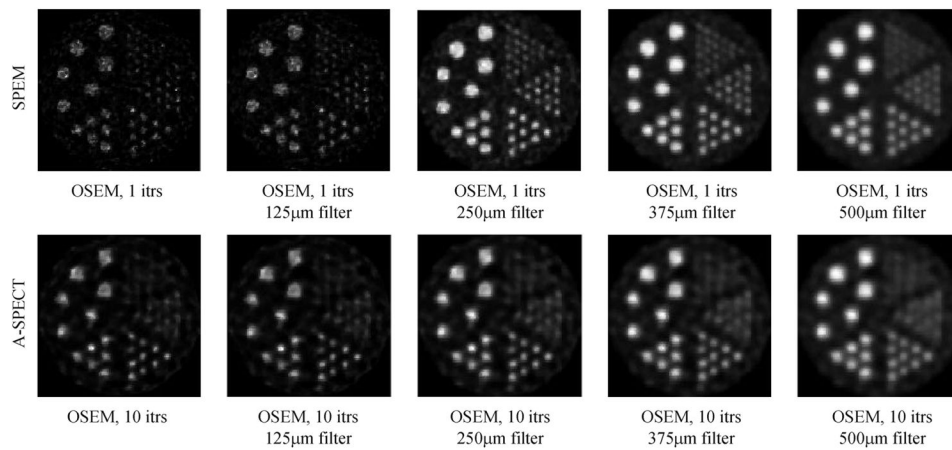 SPEM
OSEM, 1 itrs
OSEM, 1 itrs
125μm filter
OSEM, 1 itrs
250μm filter
OSEM, 1 itrs
375μm filter
OSEM, 1 itrs
500μm filter
A-SPECT
OSEM, 10 itrs
OSEM, 10 itrs
125μm filter
OSEM, 10 itrs
250μm filter
OSEM, 10 itrs
375μm filter
OSEM, 10 itrs
500μm filter